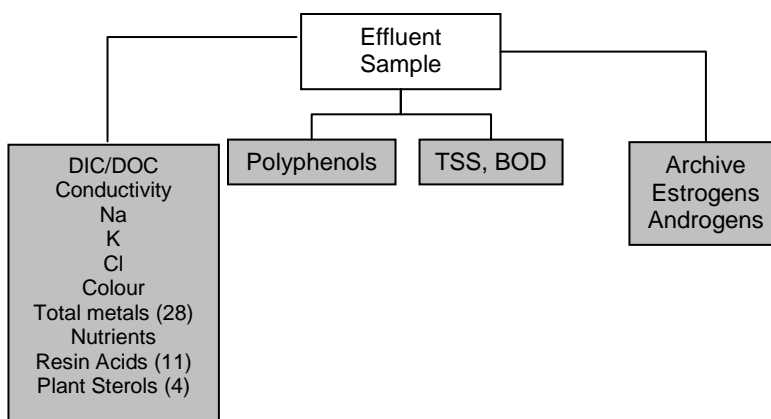 Effluent
Sample
DIC/DOC
Conductivity
Na
K
Cl
Colour
Total metals (28)
Nutrients
Resin Acids (11)
Plant Sterols (4)
Polyphenols
TSS, BOD
Archive
Estrogens
Androgens